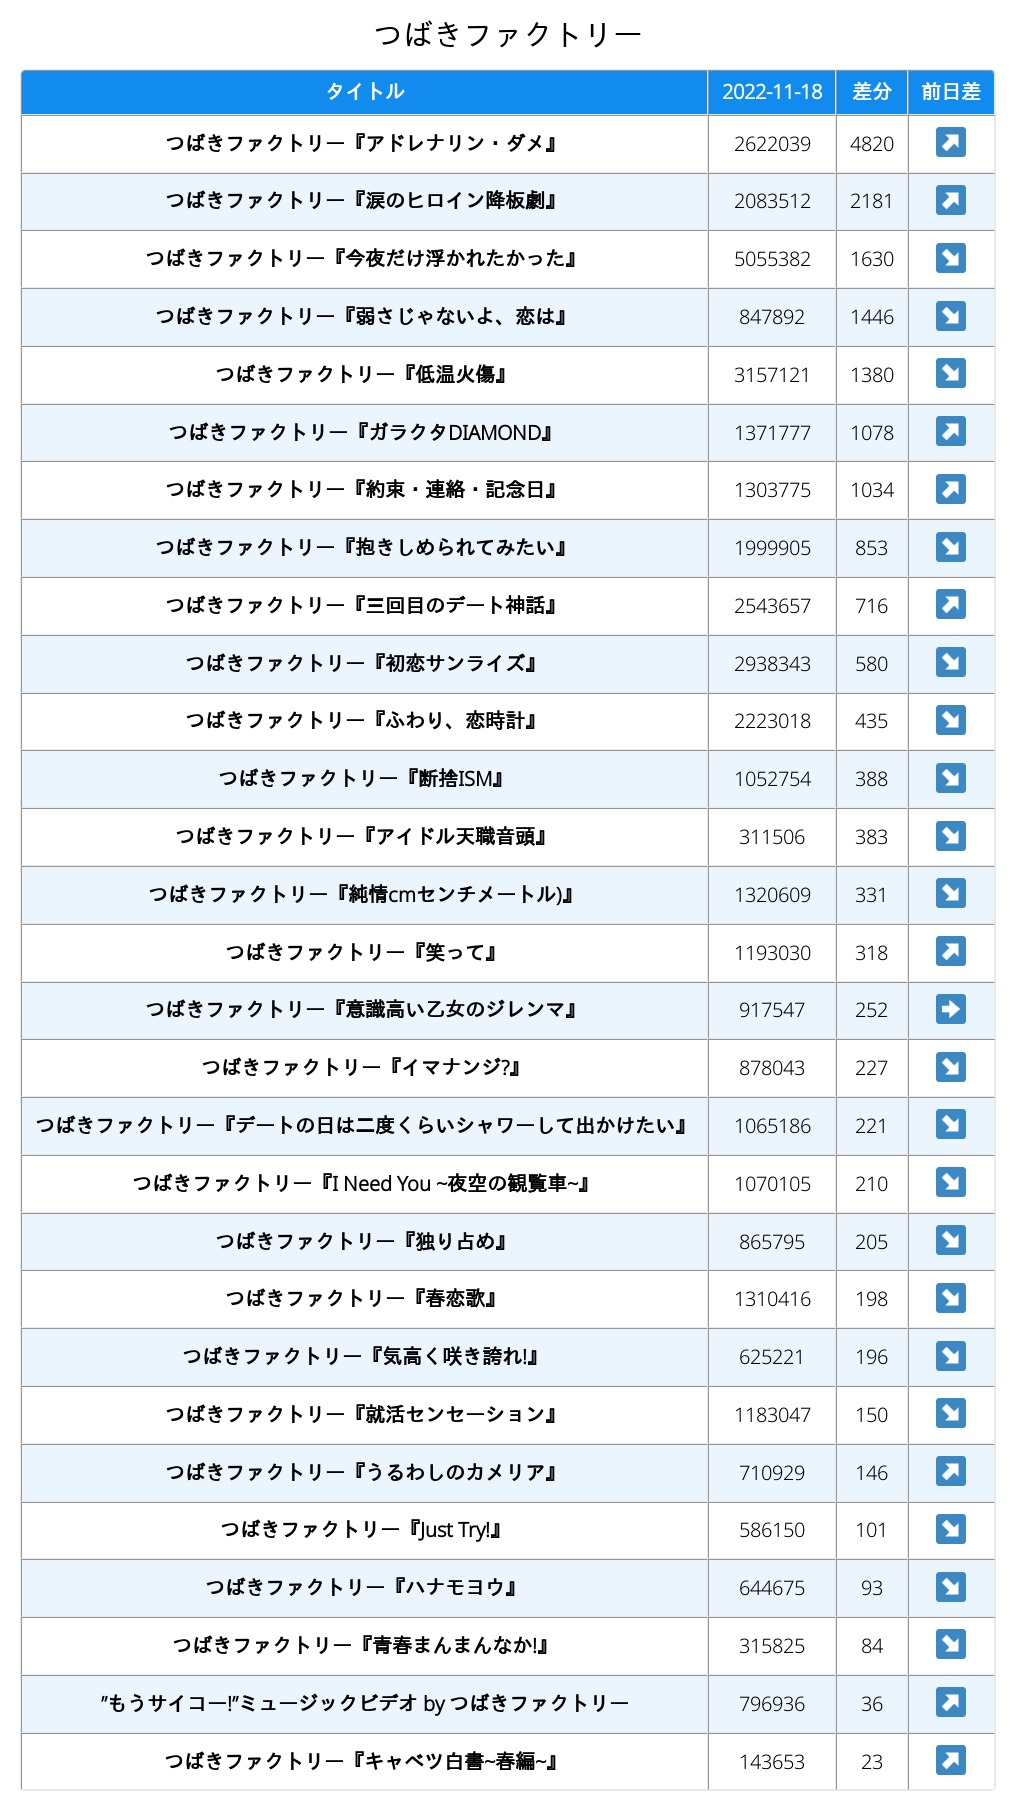 つばきファクトリー
タイトル 2022-11-18 差分 前日差
つばきファクトリー『アドレナリン・ダメ』 2622039 4820 ↗
つばきファクトリー『涙のヒロイン降板劇』 2083512 2181 ↗
つばきファクトリー『今夜だけ浮かれたかった』 5055382 1630 ↘
つばきファクトリー『弱さじゃないよ、恋は』 847892 1446 ↘
つばきファクトリー『低温火傷』 3157121 1380 ↘
つばきファクトリー『ガラクタDIAMOND』 1371777 1078 ↗
つばきファクトリー『約束・連絡・記念日』 1303775 1034 ↗
つばきファクトリー『抱きしめられてみたい』 1999905 853 ↘
つばきファクトリー『三回目のデート神話』 2543657 716 ↗
つばきファクトリー『初恋サンライズ』 2938343 580 ↘
つばきファクトリー『ふわり、恋時計』 2223018 435 ↘
つばきファクトリー『断捨ISM』 1052754 388 ↘
つばきファクトリー『アイドル天職音頭』 311506 383 ↘
つばきファクトリー『純情cmセンチメートル)』 1320609 331 ↘
つばきファクトリー『笑って』 1193030 318 ↗
つばきファクトリー『意識高い乙女のジレンマ』 917547 252 ➡
つばきファクトリー『イマナンジ?』 878043 227 ↘
つばきファクトリー『デートの日は二度くらいシャワーして出かけたい』 1065186 221 ↘
つばきファクトリー『I Need You ~夜空の観覧車~』 1070105 210 ↘
つばきファクトリー『独り占め』 865795 205 ↘
つばきファクトリー『春恋歌』 1310416 198 ↘
つばきファクトリー『気高く咲き誇れ!』 625221 196 ↘
つばきファクトリー『就活センセーション』 1183047 150 ↘
つばきファクトリー『うるわしのカメリア』 710929 146 ↗
つばきファクトリー『Just Try!』 586150 101 ↘
つばきファクトリー『ハナモヨウ』 644675 93 ↘
つばきファクトリー『青春まんまんなか!』 315825 84 ↘
"もうサイコー!"ミュージックビデオ by つばきファクトリー 796936 36 ↗
つばきファクトリー『キャベツ白書~春編~』 143653 23 ↗